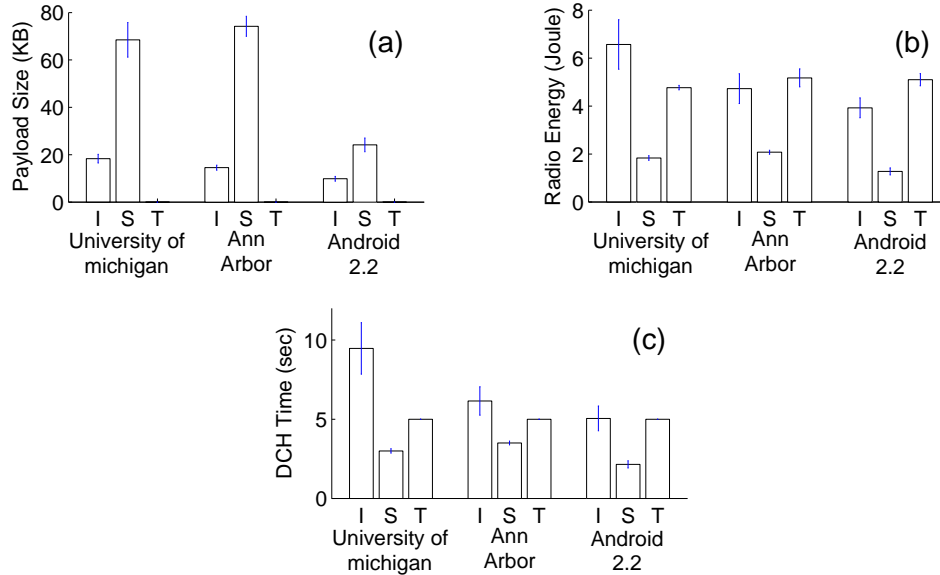 (a)
Payload Size (KB)
80
60
40
20
0
I S T I S T I S T
University of michigan
Ann Arbor
Android 2.2
(b)
Radio Energy (Joule)
8
6
4
2
0
I S T I S T I S T
University of michigan
Ann Arbor
Android 2.2
(c)
DCH Time (sec)
10
5
0
I S T I S T I S T
University of michigan
Ann Arbor
Android 2.2